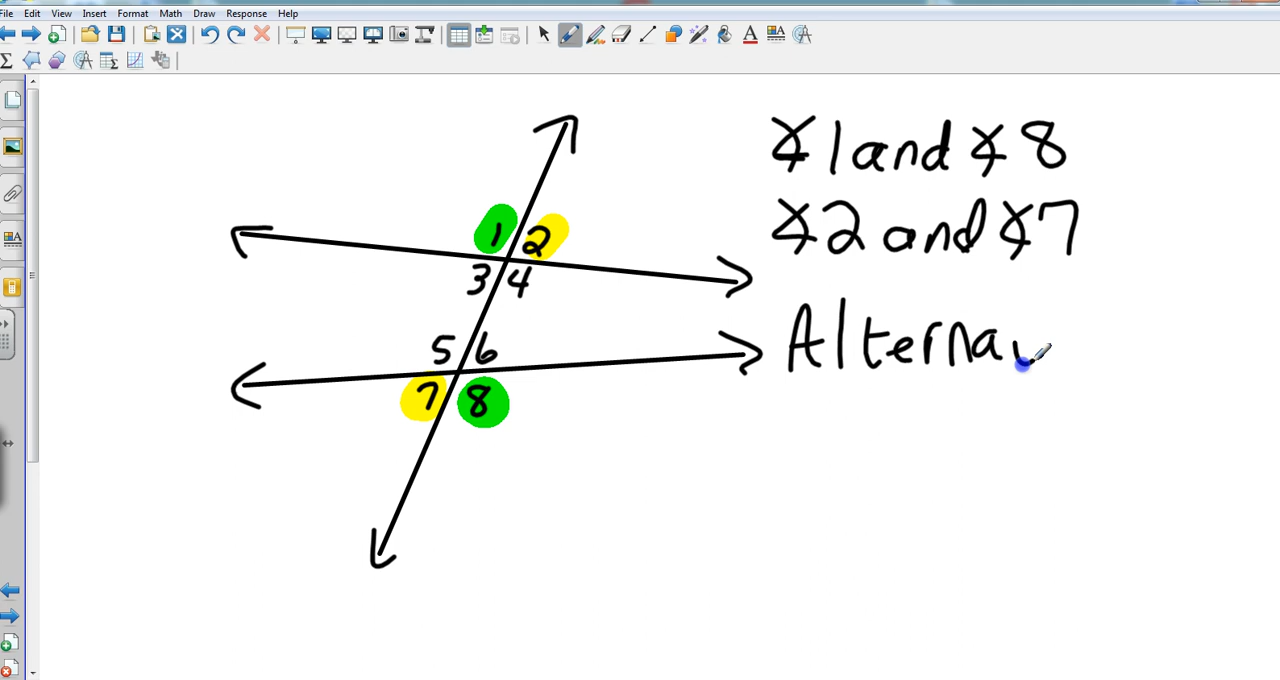 File Edit View Insert Format Math Draw Response Help
∡1 and ∡8
∡2 and ∡7
1 2
3 4
Alterna
5 6
7 8